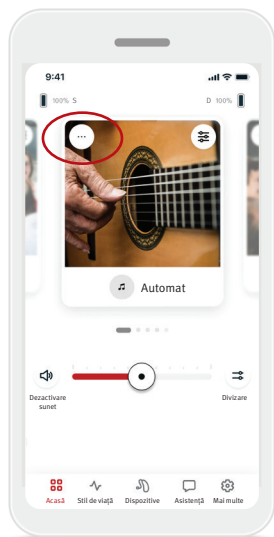 9:41
100% S
D 100%
Automat
Dezactivare
sunet
Divizare
Acasă
Stil de viață
Dispozitive
Asistență
Mai multe